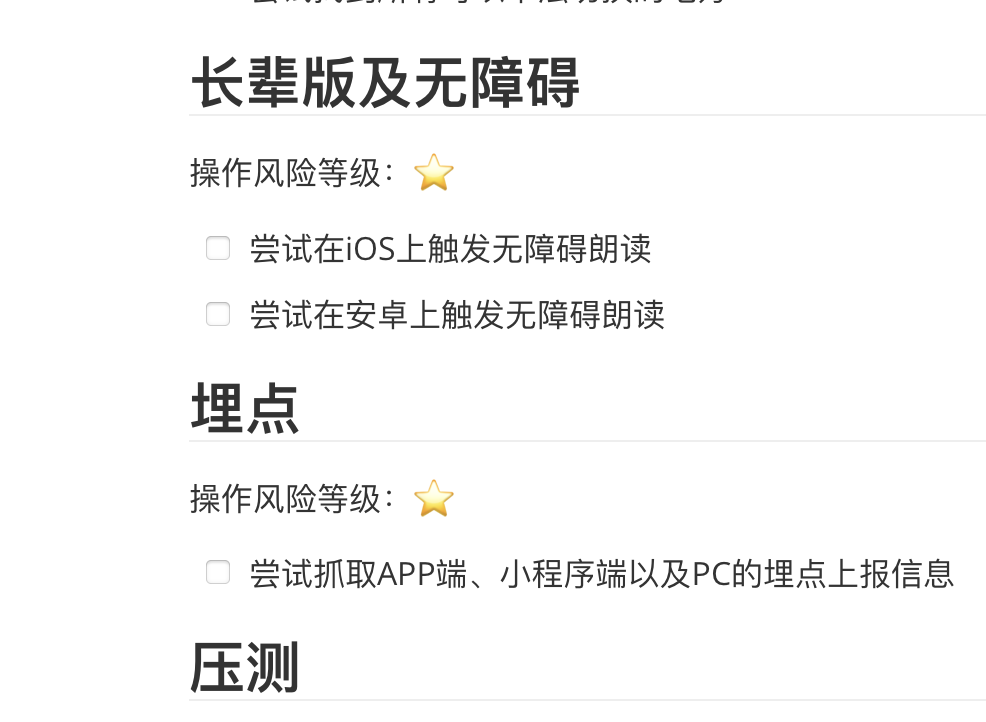 长辈版及无障碍
操作风险等级：⭐
尝试在iOS上触发无障碍朗读
尝试在安卓上触发无障碍朗读
埋点
操作风险等级：⭐
尝试抓取APP端、小程序端以及PC的埋点上报信息
压测